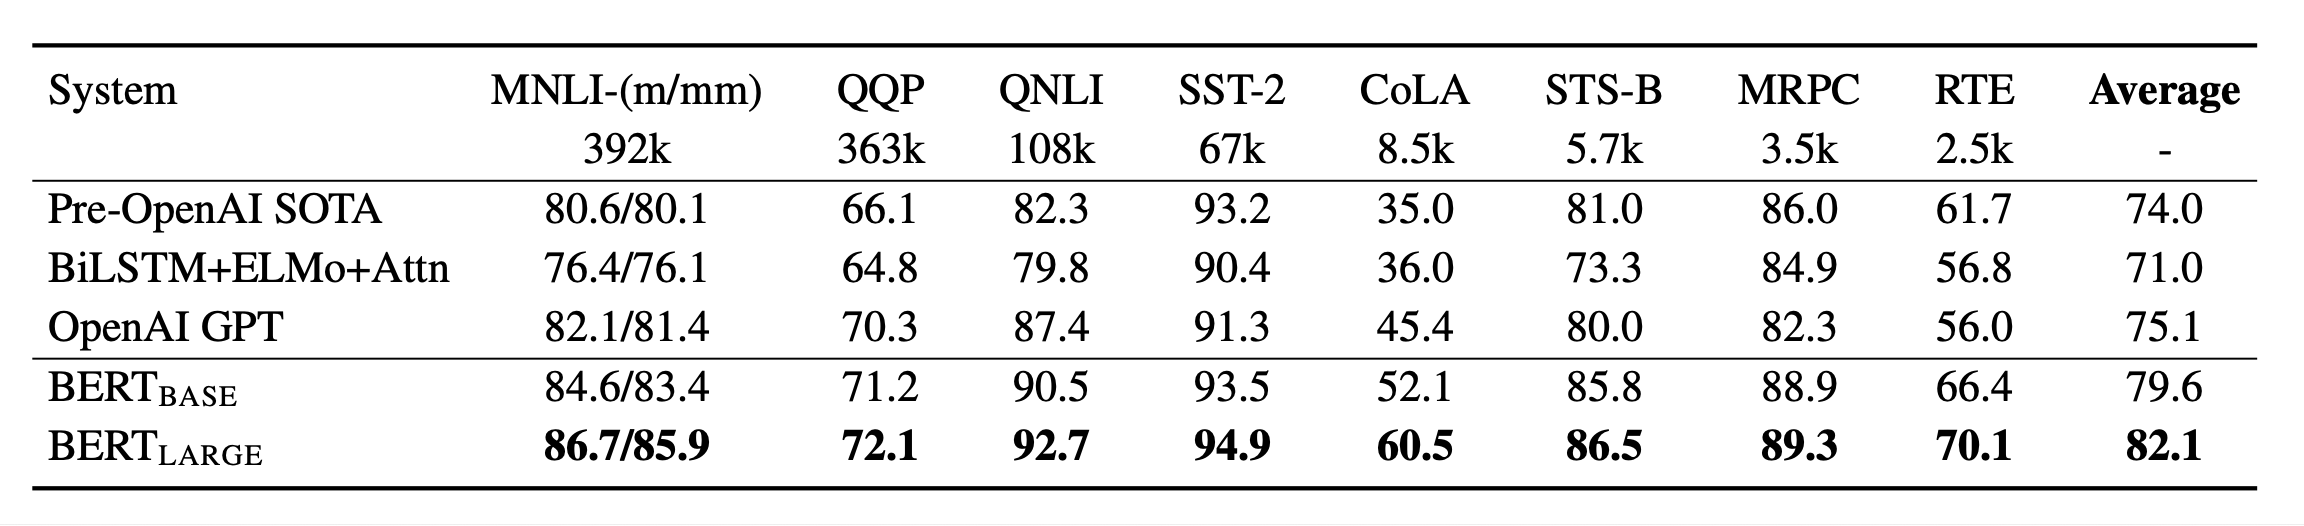 System MNLI-(m/mm) QQP QNLI SST-2 CoLA STS-B MRPC RTE Average
392k 363k 108k 67k 8.5k 5.7k 3.5k 2.5k -
Pre-OpenAI SOTA 80.6/80.1 66.1 82.3 93.2 35.0 81.0 86.0 61.7 74.0
BiLSTM+ELMo+Attn 76.4/76.1 64.8 79.8 90.4 36.0 73.3 84.9 56.8 71.0
OpenAI GPT 82.1/81.4 70.3 87.4 91.3 45.4 80.0 82.3 56.0 75.1
BERTBASE 84.6/83.4 71.2 90.5 93.5 52.1 85.8 88.9 66.4 79.6
BERTLARGE 86.7/85.9 72.1 92.7 94.9 60.5 86.5 89.3 70.1 82.1